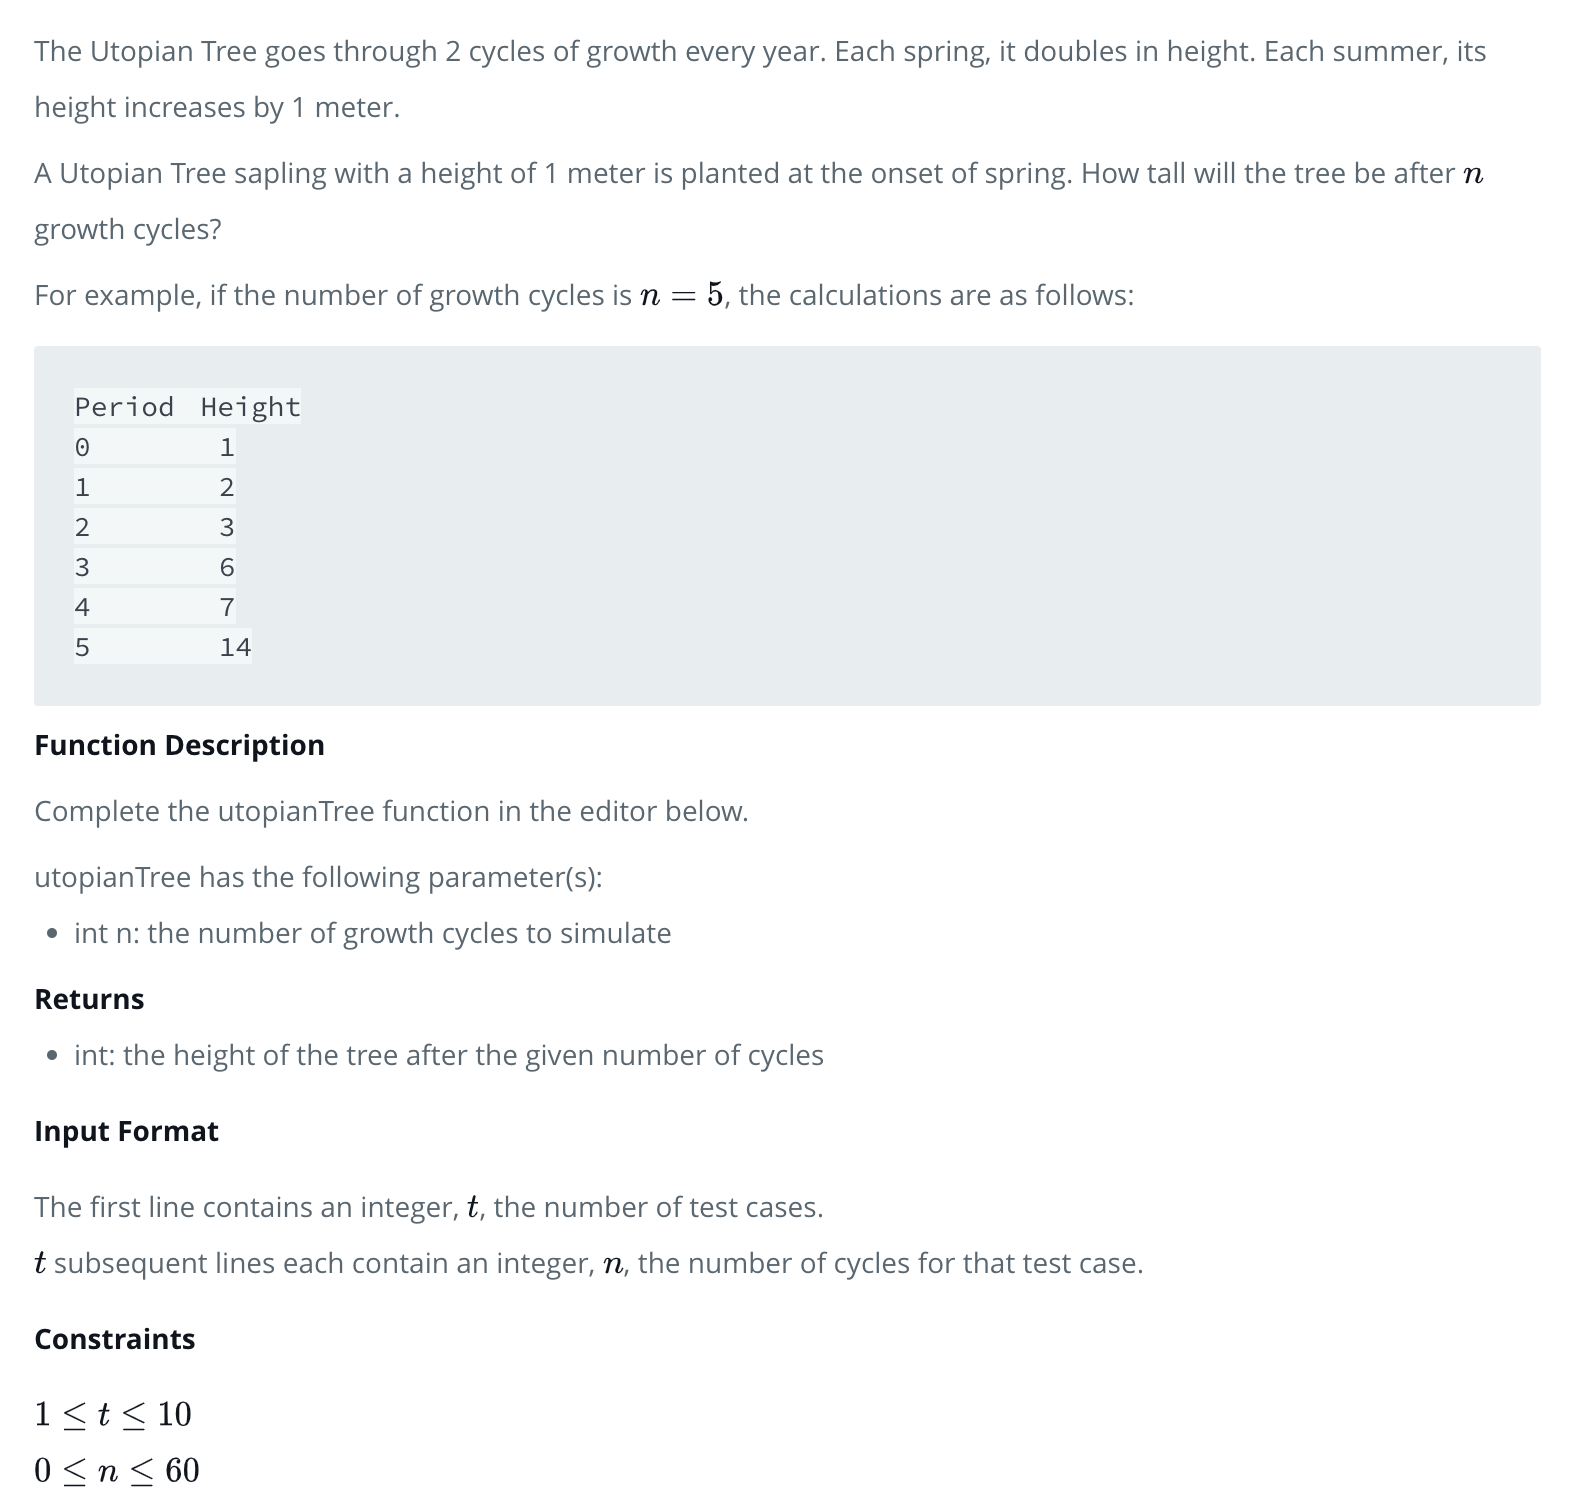 The Utopian Tree goes through 2 cycles of growth every year. Each spring, it doubles in height. Each summer, its
height increases by 1 meter.
A Utopian Tree sapling with a height of 1 meter is planted at the onset of spring. How tall will the tree be after n
growth cycles?
For example, if the number of growth cycles is n = 5, the calculations are as follows:
Period Height
0 1
1 2
2 3
3 6
4 7
5 14
Function Description
Complete the utopianTree function in the editor below.
utopianTree has the following parameter(s):
• int n: the number of growth cycles to simulate
Returns
• int: the height of the tree after the given number of cycles
Input Format
The first line contains an integer, t, the number of test cases.
t subsequent lines each contain an integer, n, the number of cycles for that test case.
Constraints
1 ≤ t ≤ 10
0 ≤ n ≤ 60